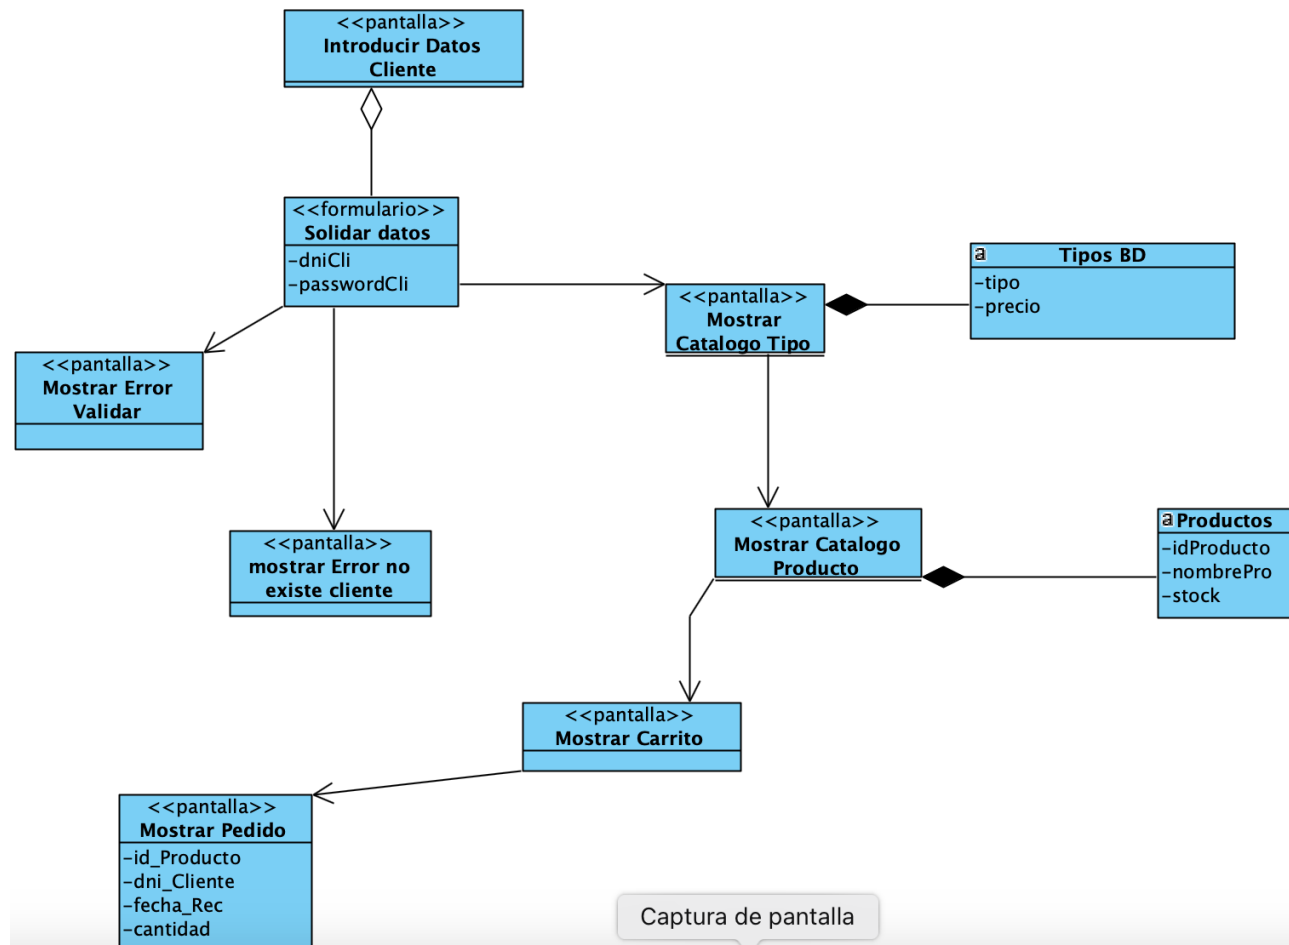 <<pantalla>>
Introducir Datos
Cliente
<<formulario>>
Solidar datos
-dniCli
-passwordCli
<<pantalla>>
Mostrar
Catalogo Tipo
a Tipos BD
-tipo
-precio
<<pantalla>>
Mostrar Error
Validar
<<pantalla>>
mostrar Error no
existe cliente
<<pantalla>>
Mostrar Catalogo
Producto
a Productos
-idProducto
-nombrePro
-stock
<<pantalla>>
Mostrar Carrito
<<pantalla>>
Mostrar Pedido
-id_Producto
-dni_Cliente
-fecha_Rec
-cantidad
Captura de pantalla